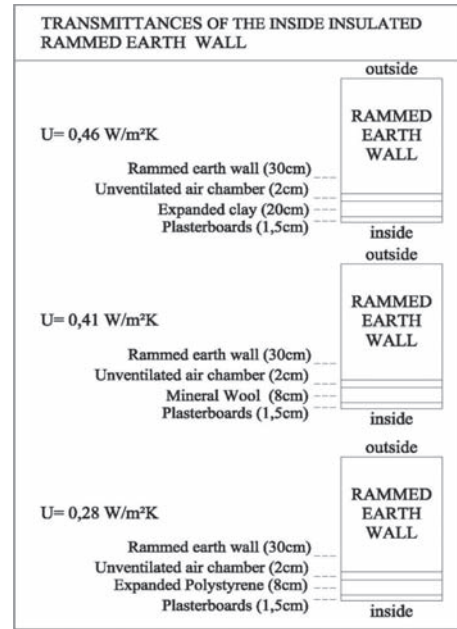 TRANSMITTANCES OF THE INSIDE INSULATED
RAMMED EARTH WALL
outside
RAMMED
EARTH
WALL
U= 0,46 W/m²K
Rammed earth wall (30cm)
Unventilated air chamber (2cm)
Expanded clay (20cm)
Plasterboards (1,5cm)
inside
outside
RAMMED
EARTH
WALL
U= 0,41 W/m²K
Rammed earth wall (30cm)
Unventilated air chamber (2cm)
Mineral Wool (8cm)
Plasterboards (1,5cm)
inside
outside
RAMMED
EARTH
WALL
U= 0,28 W/m²K
Rammed earth wall (30cm)
Unventilated air chamber (2cm)
Expanded Polystyrene (8cm)
Plasterboards (1,5cm)
inside